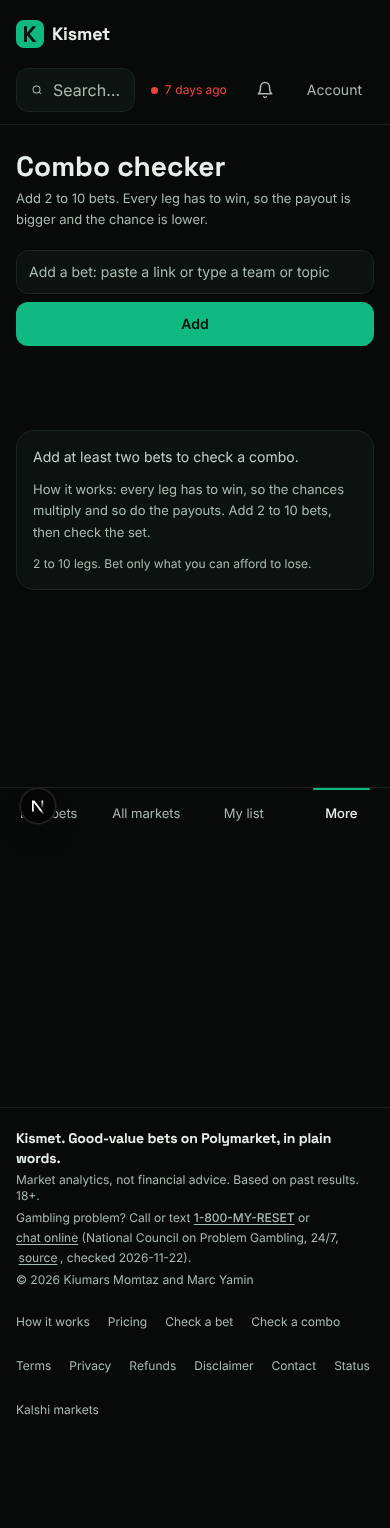 K Kismet
Search...
7 days ago
Account
Combo checker
Add 2 to 10 bets. Every leg has to win, so the payout is
bigger and the chance is lower.
Add a bet: paste a link or type a team or topic
Add
Add at least two bets to check a combo.
How it works: every leg has to win, so the chances
multiply and so do the payouts. Add 2 to 10 bets,
then check the set.
2 to 10 legs. Bet only what you can afford to lose.
N
All markets
My list
More
Kismet. Good-value bets on Polymarket, in plain
words.
Market analytics, not financial advice. Based on past results.
18+.
Gambling problem? Call or text 1-800-MY-RESET or
chat online (National Council on Problem Gambling, 24/7,
source , checked 2026-11-22).
© 2026 Kiumars Momtaz and Marc Yamin
How it works Pricing Check a bet Check a combo
Terms Privacy Refunds Disclaimer Contact Status
Kalshi markets